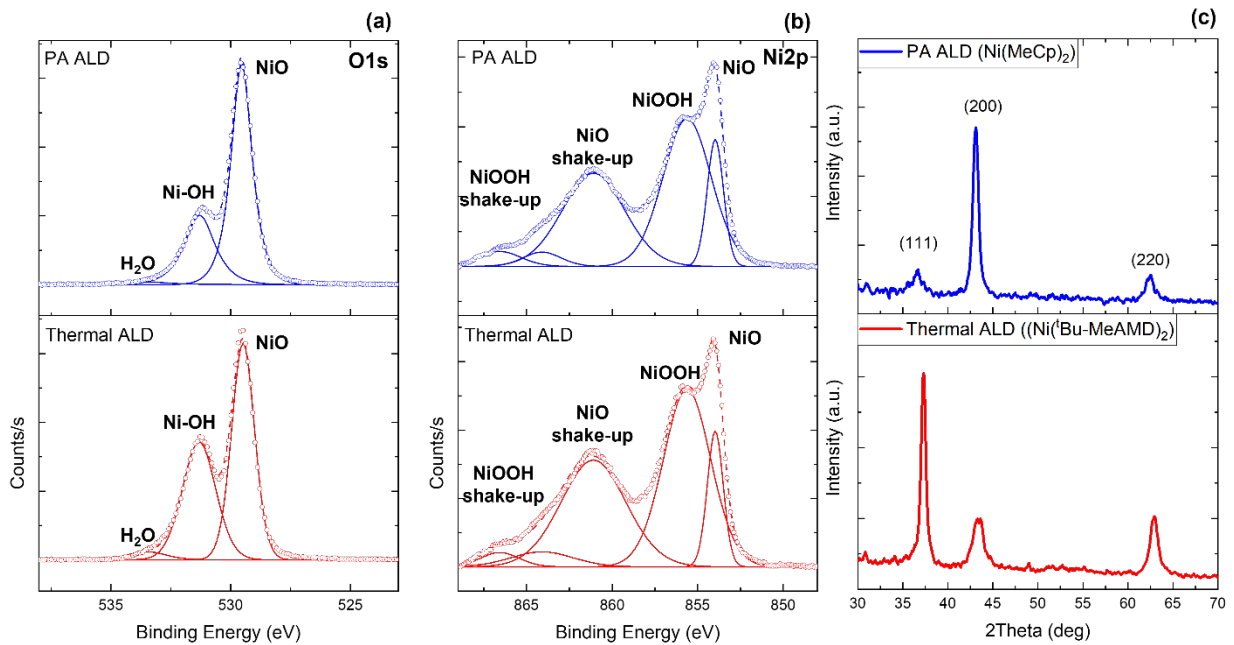 (a)
PA ALD
O1s
NiO
Ni-OH
H₂O
Thermal ALD
NiO
Ni-OH
H₂O
Counts/s
535
530
525
Binding Energy (eV)
(b)
PA ALD
Ni2p
NiO
NiOOH
NiO
shake-up
NiOOH
shake-up
Thermal ALD
NiO
NiOOH
NiO
shake-up
NiOOH
shake-up
Counts/s
865
860
855
850
Binding Energy (eV)
(c)
PA ALD (Ni(MeCp)₂)
(200)
(111)
(220)
Intensity (a.u.)
Thermal ALD ((Ni(ᵗBu-MeAMD)₂)
Intensity (a.u.)
30
35
40
45
50
55
60
65
70
2Theta (deg)